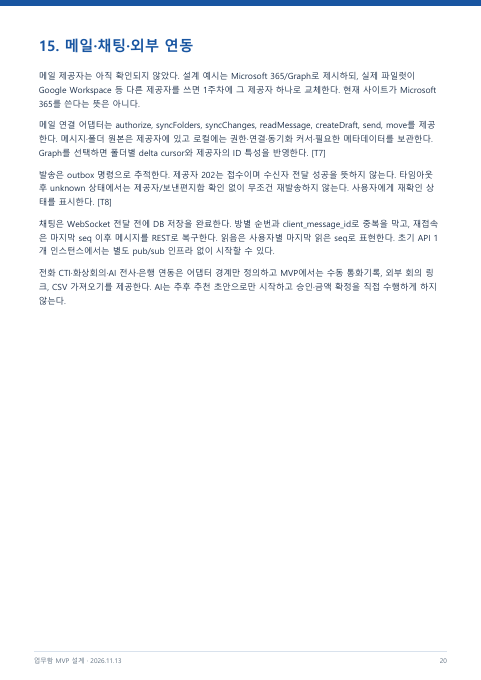 15. 메일·채팅·외부 연동
메일 제공자는 아직 확인되지 않았다. 설계 예시는 Microsoft 365/Graph로 제시하되, 실제 파일럿이
Google Workspace 등 다른 제공자를 쓰면 1주차에 그 제공자 하나로 교체한다. 현재 사이트가 Microsoft
365를 쓴다는 뜻은 아니다.
메일 연결 어댑터는 authorize, syncFolders, syncChanges, readMessage, createDraft, send, move를 제공
한다. 메시지·폴더 원본은 제공자에 있고 로컬에는 권한·연결·동기화 커서·필요한 메타데이터를 보관한다.
Graph를 선택하면 폴더별 delta cursor와 제공자의 ID 특성을 반영한다. [T7]
발송은 outbox 명령으로 추적한다. 제공자 202는 접수이며 수신자 전달 성공을 뜻하지 않는다. 타임아웃
후 unknown 상태에서는 제공자/보낸편지함 확인 없이 무조건 재발송하지 않는다. 사용자에게 재확인 상
태를 표시한다. [T8]
채팅은 WebSocket 전달 전에 DB 저장을 완료한다. 방별 순번과 client_message_id로 중복을 막고, 재접속
은 마지막 seq 이후 메시지를 REST로 복구한다. 읽음은 사용자별 마지막 읽은 seq로 표현한다. 초기 API 1
개 인스턴스에서는 별도 pub/sub 인프라 없이 시작할 수 있다.
전화 CTI·화상회의·AI 전사·은행 연동은 어댑터 경계만 정의하고 MVP에서는 수동 통화기록, 외부 회의 링
크, CSV 가져오기를 제공한다. AI는 추후 추천 초안으로만 시작하고 승인·금액 확정을 직접 수행하게 하지
않는다.
업무함 MVP 설계 · 2026.11.13
20